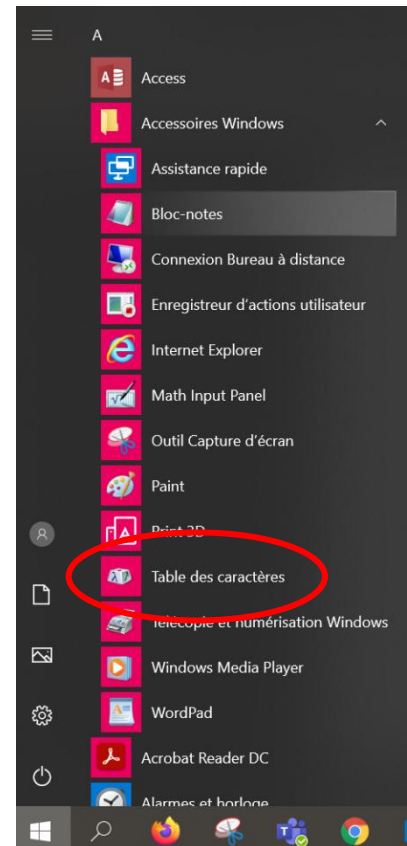 A
Access
Accessoires Windows
Assistance rapide
Bloc-notes
Connexion Bureau à distance
Enregistreur d'actions utilisateur
Internet Explorer
Math Input Panel
Outil Capture d'écran
Paint
Print 3D
Table des caractères
Télécopie et numérisation Windows
Windows Media Player
WordPad
Acrobat Reader DC
Alarmes et horloge